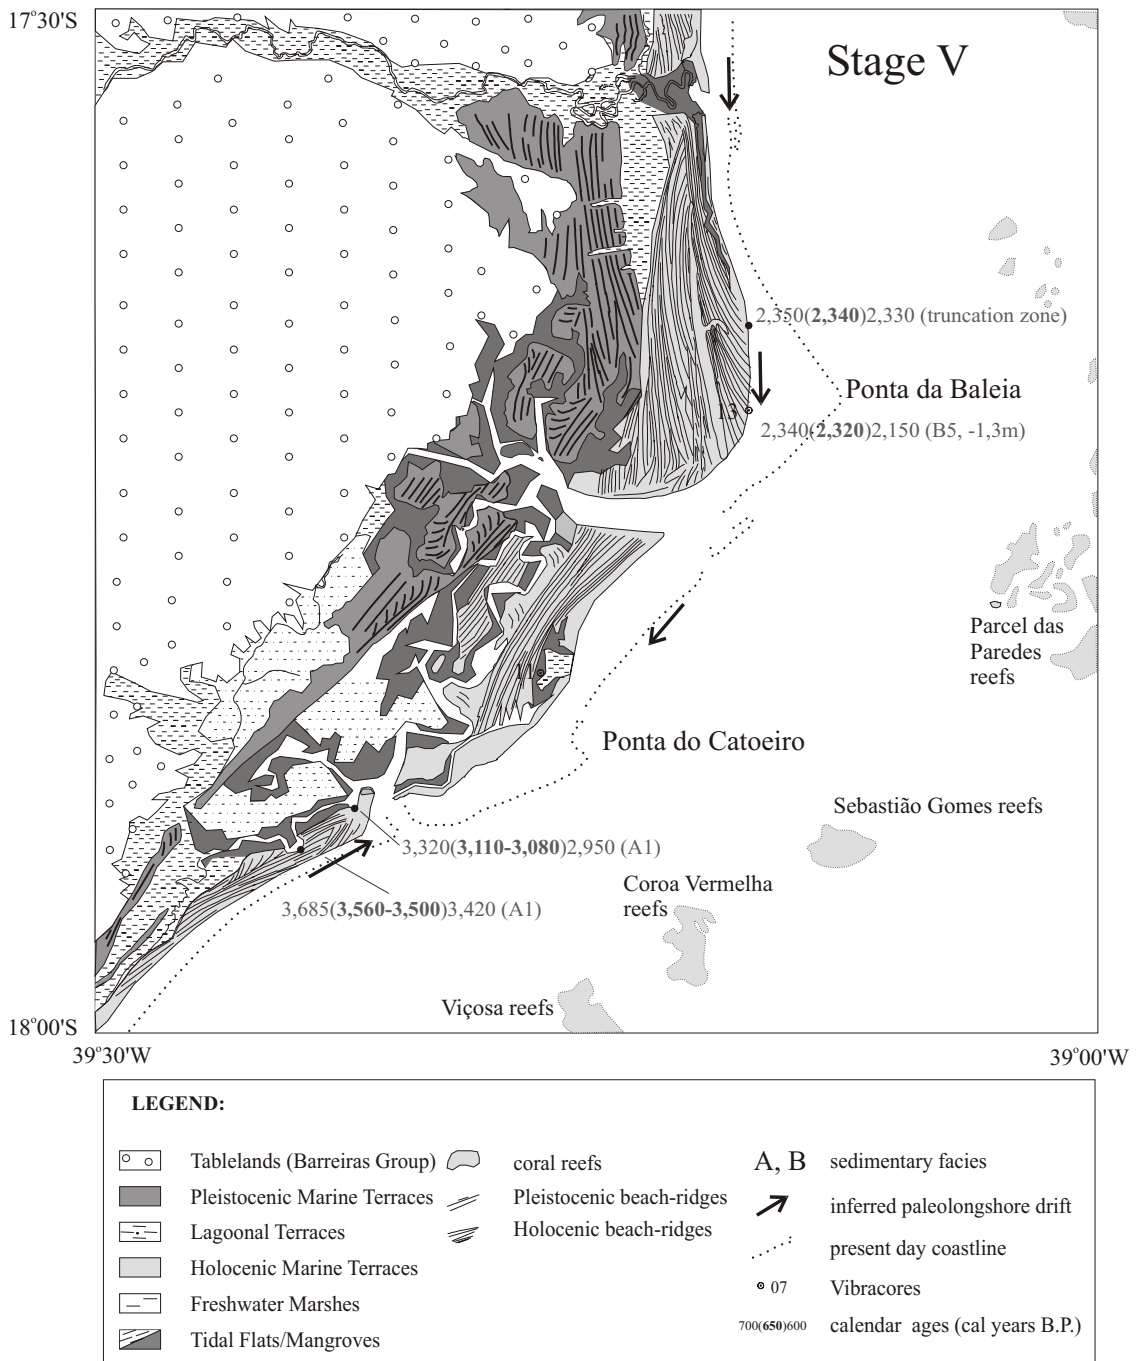 17°30'S
Stage V
2,350(2,340)2,330 (truncation zone)
Ponta da Baleia
13
2,340(2,320)2,150 (B5, -1,3m)
Parcel das
Paredes
reefs
11
Ponta do Catoeiro
Sebastião Gomes reefs
3,320(3,110-3,080)2,950 (A1)
Coroa Vermelha
reefs
3,685(3,560-3,500)3,420 (A1)
Viçosa reefs
18°00'S
39°30'W
39°00'W
LEGEND:
Tablelands (Barreiras Group)
Pleistocenic Marine Terraces
Lagoonal Terraces
Holocenic Marine Terraces
Freshwater Marshes
Tidal Flats/Mangroves
coral reefs
Pleistocenic beach-ridges
Holocenic beach-ridges
A, B sedimentary facies
inferred paleolongshore drift
present day coastline
07 Vibracores
700(650)600 calendar ages (cal years B.P.)